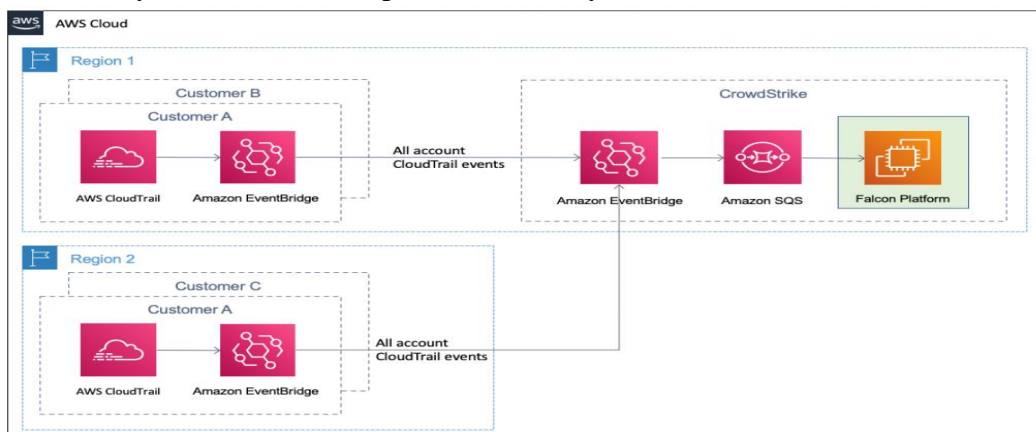 aws AWS Cloud
Region 1
Customer B
CrowdStrike
Customer A
All account
CloudTrail events
AWS CloudTrail
Amazon EventBridge
Amazon EventBridge
Amazon SQS
Falcon Platform
Region 2
Customer C
Customer A
All account
CloudTrail events
AWS CloudTrail
Amazon EventBridge